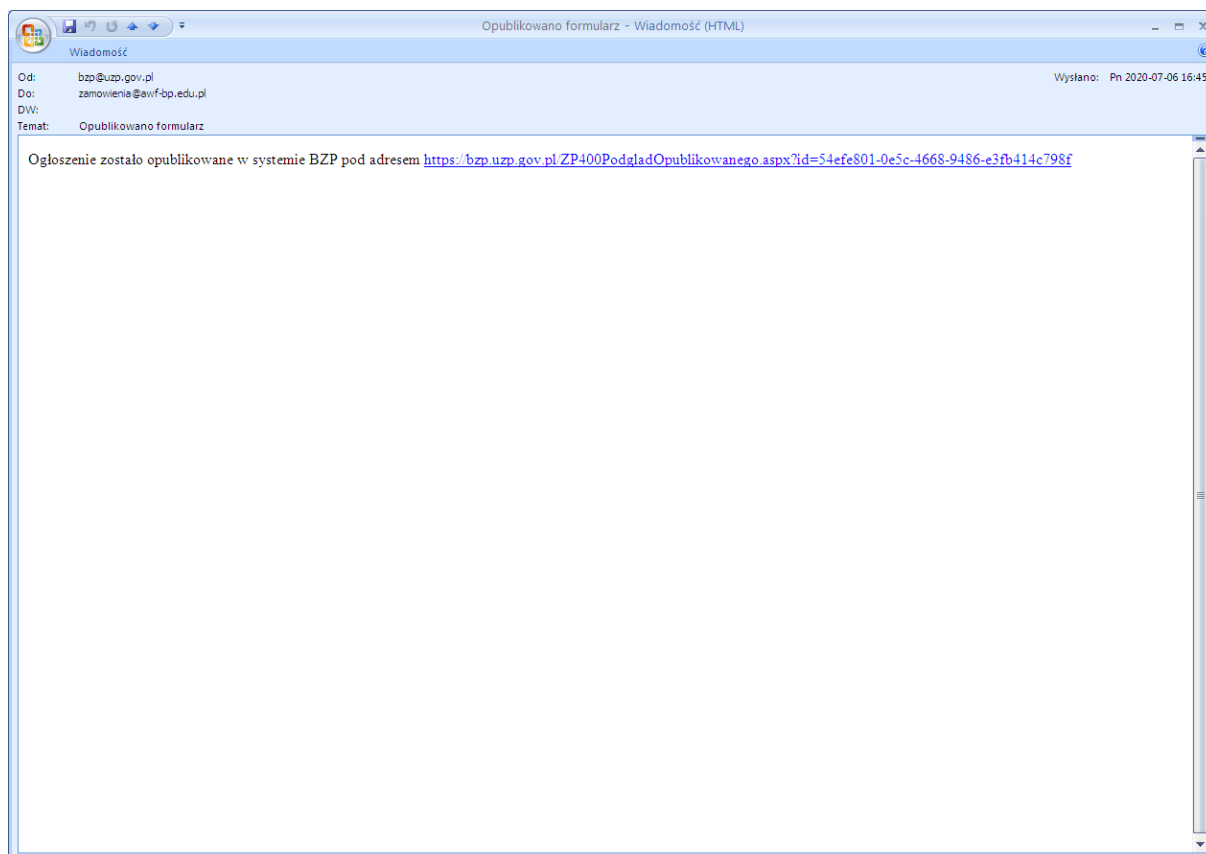 Opublikowano formularz - Wiadomość (HTML)
Wiadomość
Od: bzp@uzp.gov.pl Wysłano: Pn 2020-07-06 16:45
Do: zamowienia@awf-bp.edu.pl
DW:
Temat: Opublikowano formularz
Ogłoszenie zostało opublikowane w systemie BZP pod adresem https://bzp.uzp.gov.pl/ZP400PodgladOpublikowanego.aspx?id=54efe801-0e5c-4668-9486-e3fb414c798f